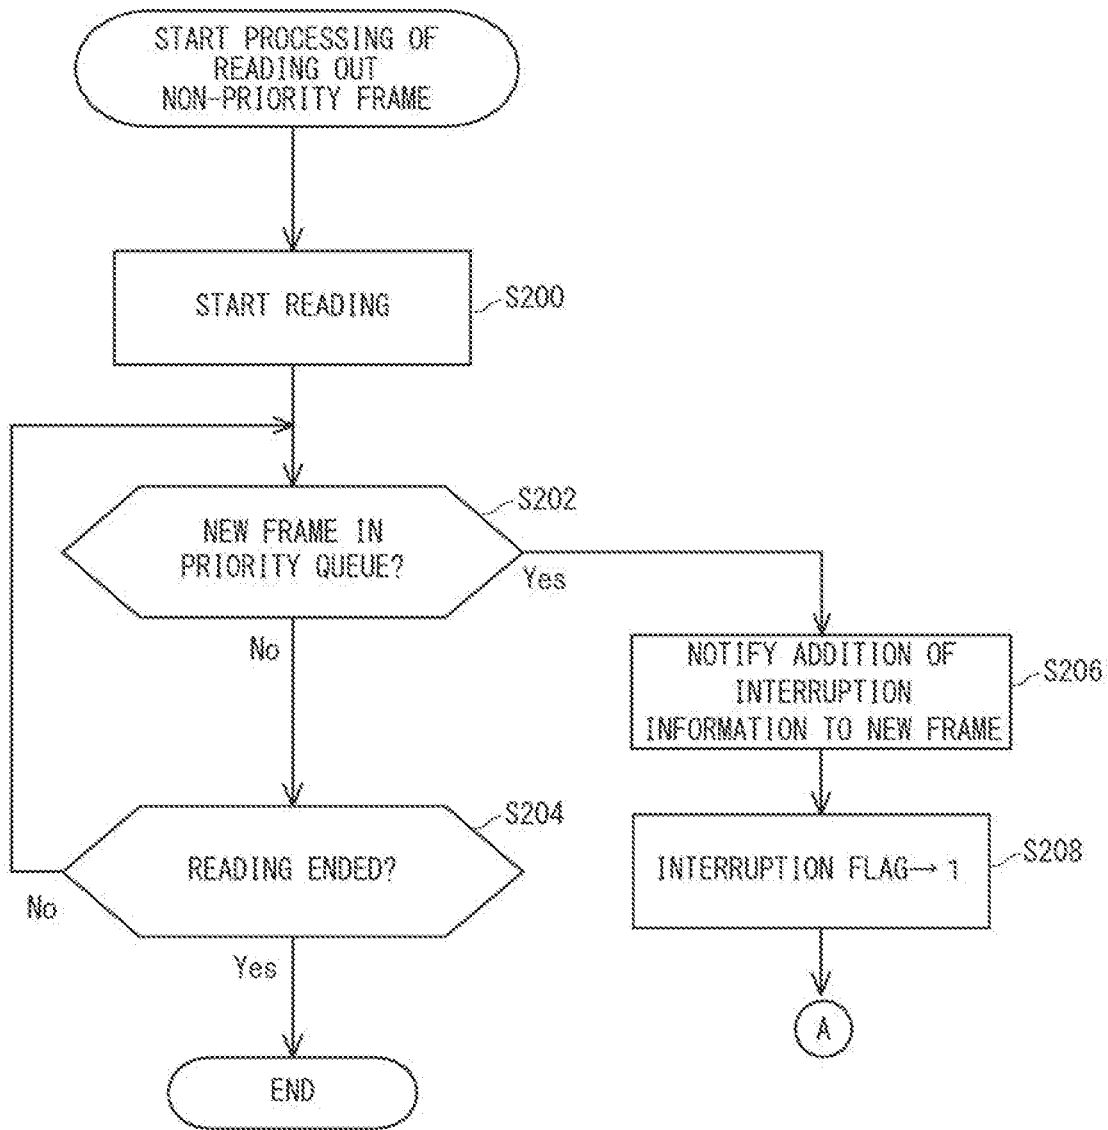 START PROCESSING OF
READING OUT
NON-PRIORITY FRAME
START READING
S200
S202
NEW FRAME IN
PRIORITY QUEUE?
Yes
No
NOTIFY ADDITION OF
INTERRUPTION
INFORMATION TO NEW FRAME
S206
S204
READING ENDED?
No
Yes
INTERRUPTION FLAG→ 1
S208
A
END